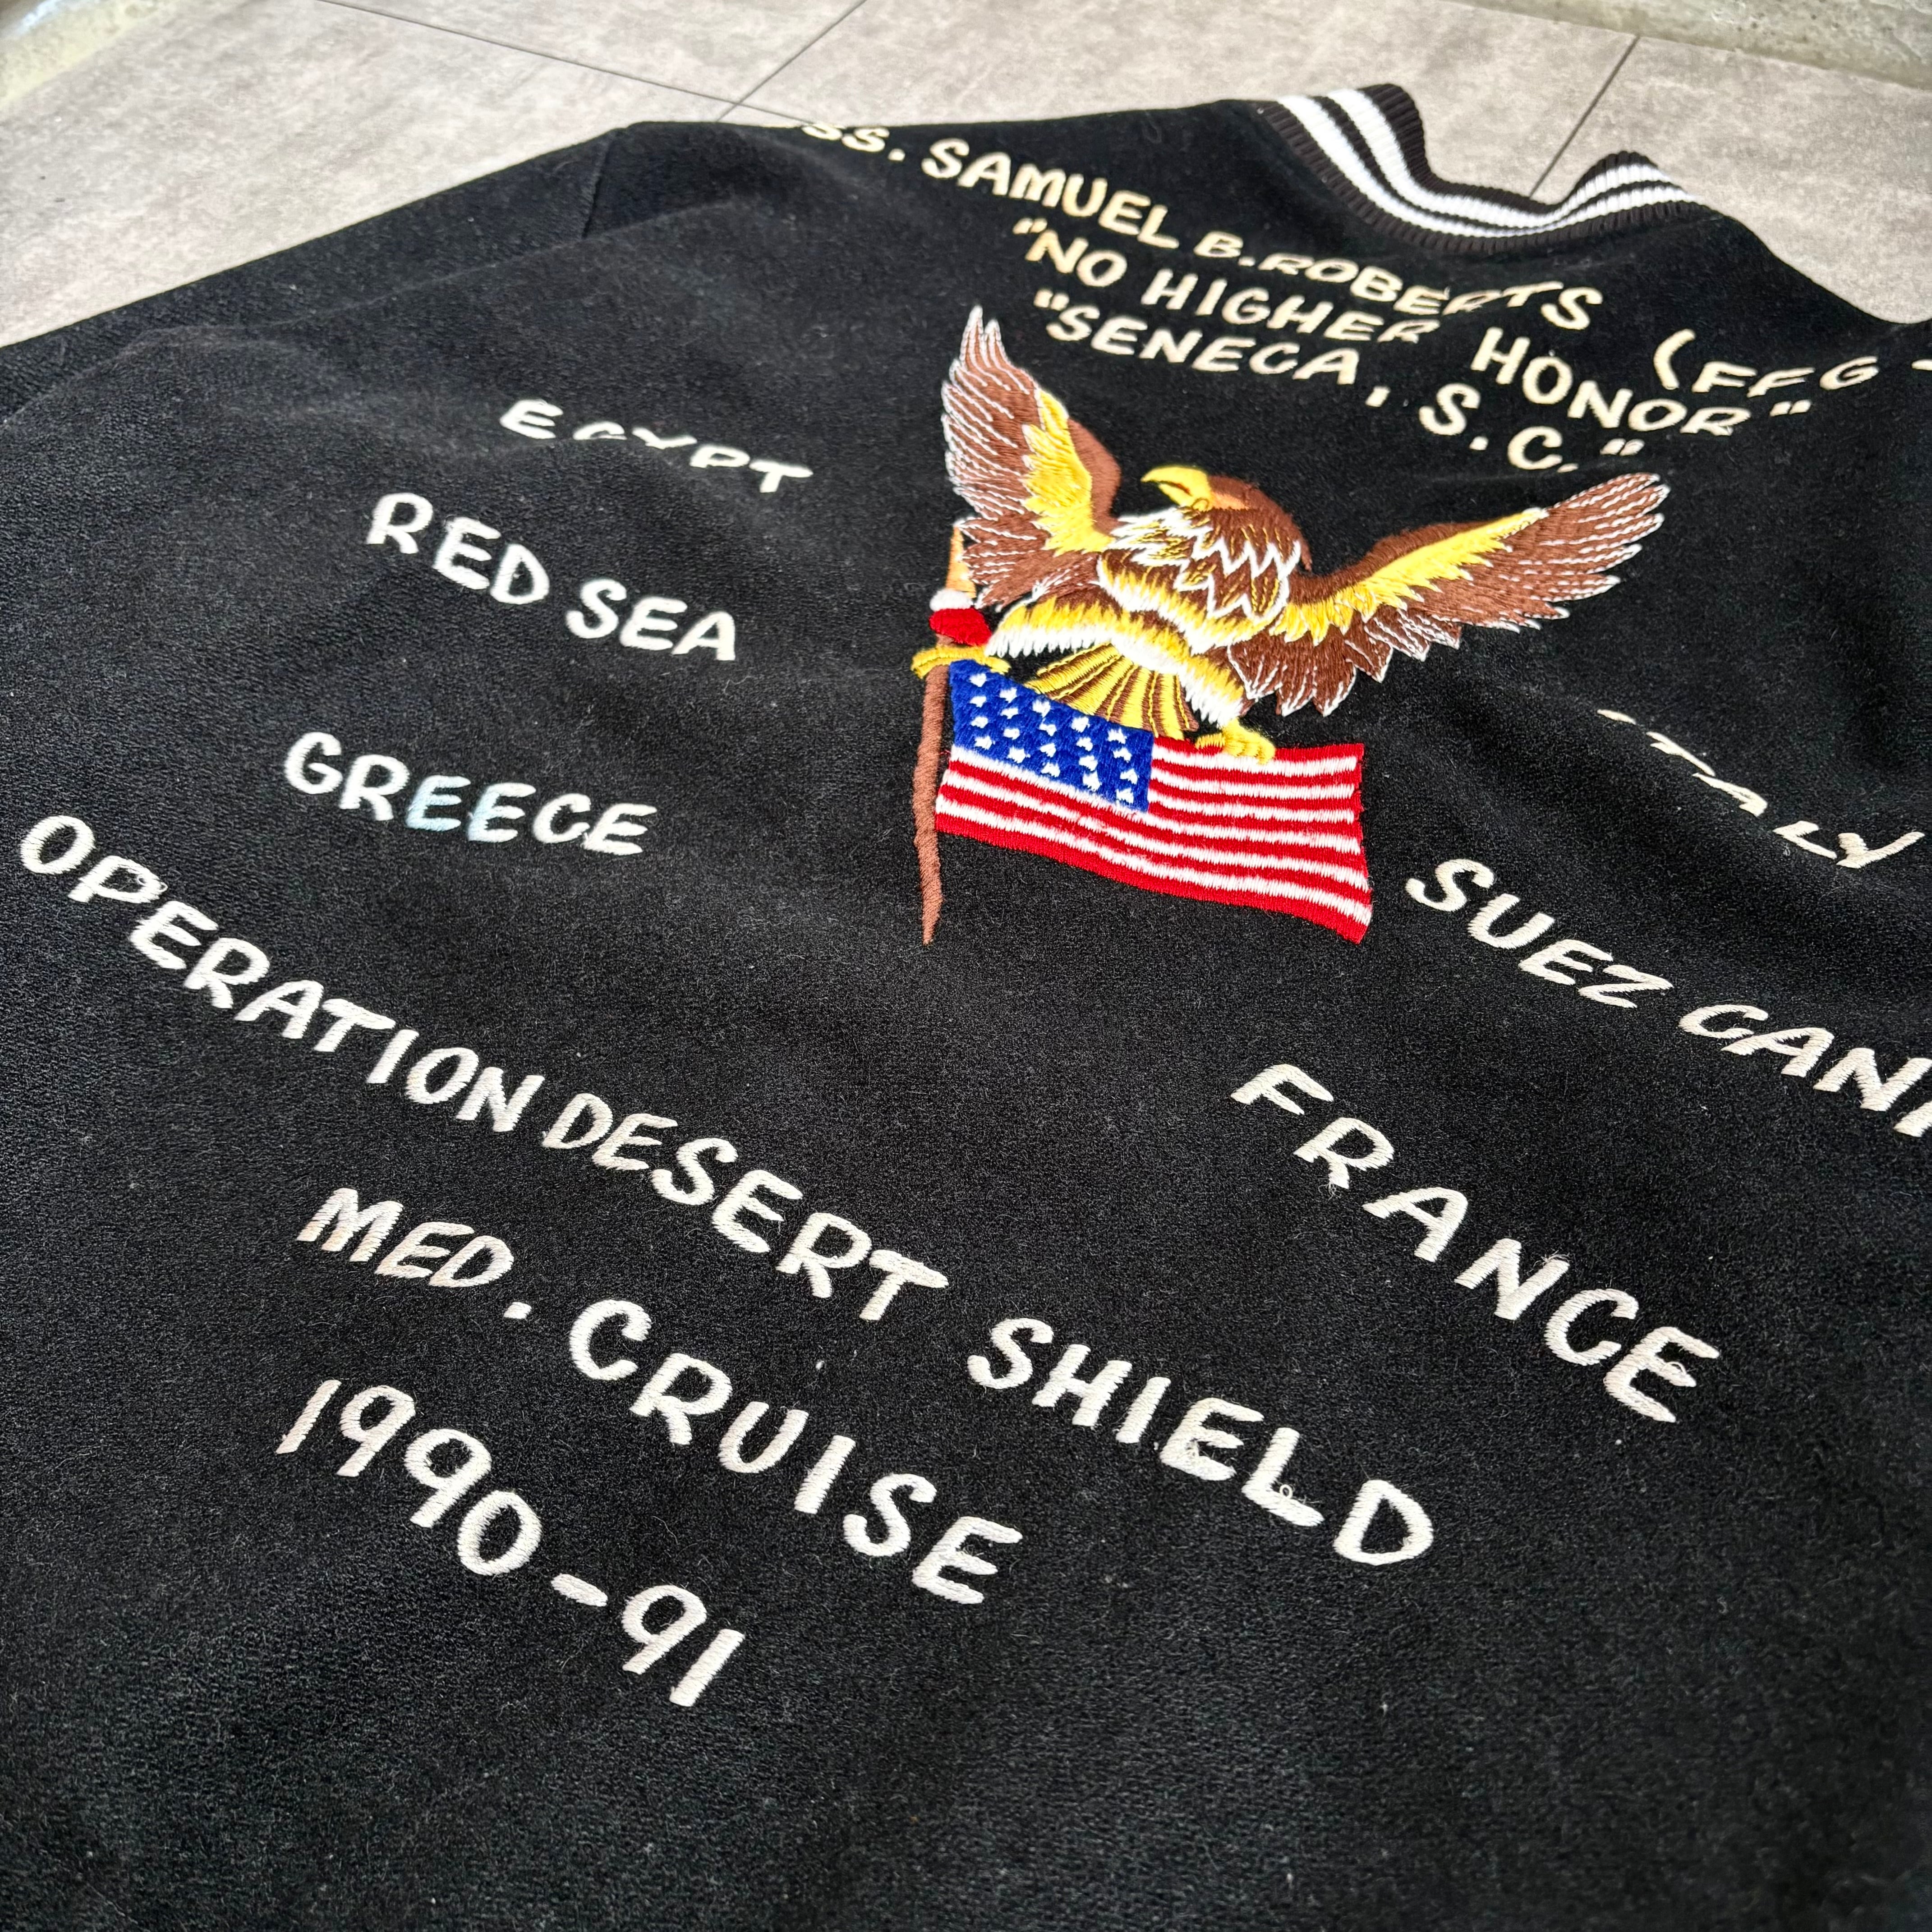 SS. SAMUEL B. ROBERTS (FFG -
"NO HIGHER HONOR"
"SENECA, S.C."
EGYPT
RED SEA
GREECE
ITALY
SUEZ CAN
FRANCE
OPERATION DESERT SHIELD
MED. CRUISE
1990-91